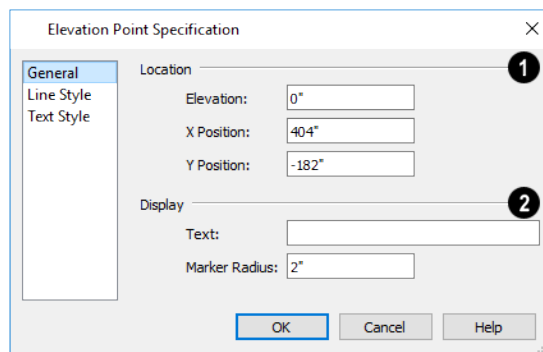 Elevation Point Specification
General
Line Style
Text Style
Location 1
Elevation: 0"
X Position: 404"
Y Position: -182"
Display 2
Text:
Marker Radius: 2"
OK Cancel Help